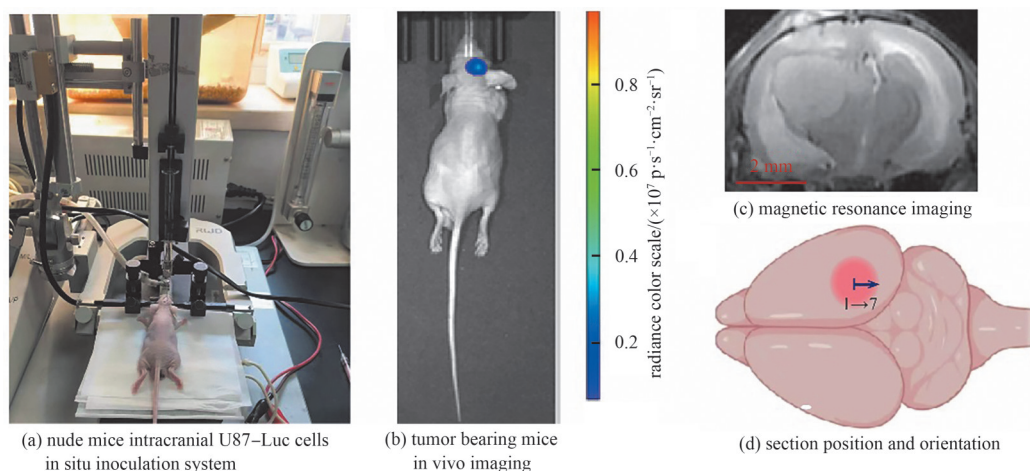 KWJD
0.8
0.6
0.4
0.2
radiance color scale/(×10⁷ p·s⁻¹·cm⁻²·sr⁻¹)
2 mm
(c) magnetic resonance imaging
1→7
(a) nude mice intracranial U87–Luc cells
in situ inoculation system
(b) tumor bearing mice
in vivo imaging
(d) section position and orientation